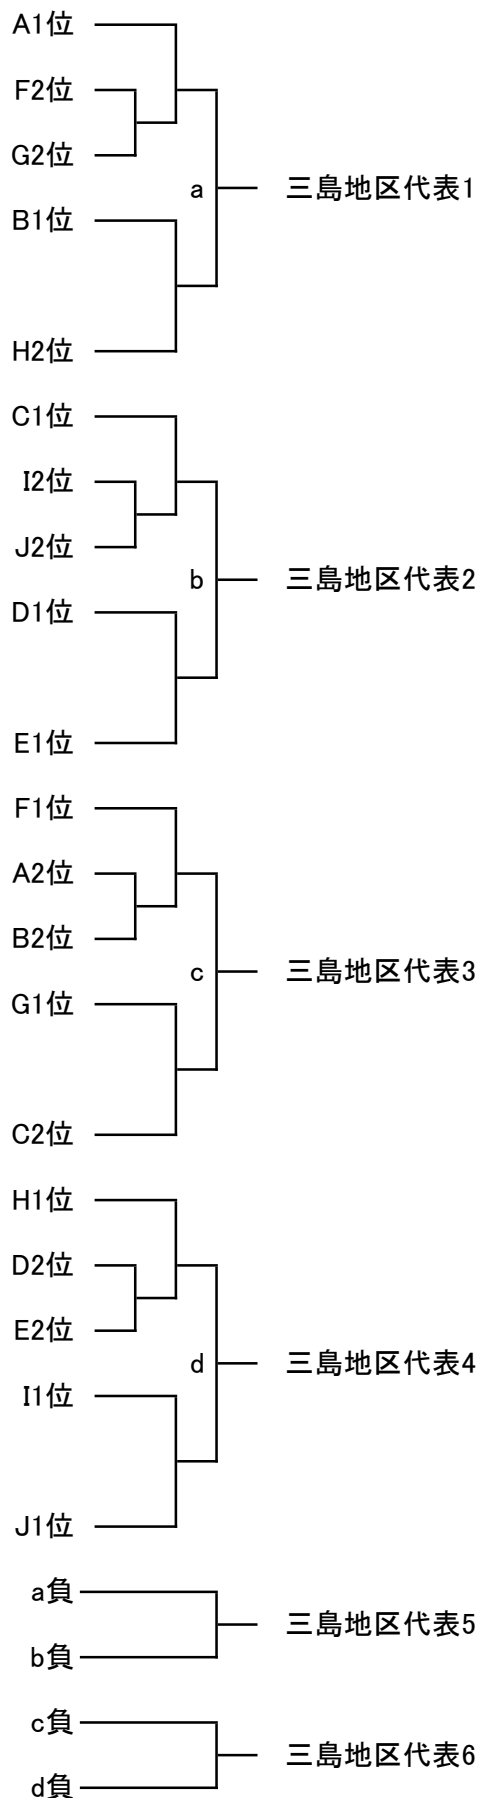 A1位
F2位
G2位
a 三島地区代表1
B1位
H2位
C1位
I2位
J2位
b 三島地区代表2
D1位
E1位
F1位
A2位
B2位
c 三島地区代表3
G1位
C2位
H1位
D2位
E2位
d 三島地区代表4
I1位
J1位
a負
三島地区代表5
b負
c負
三島地区代表6
d負